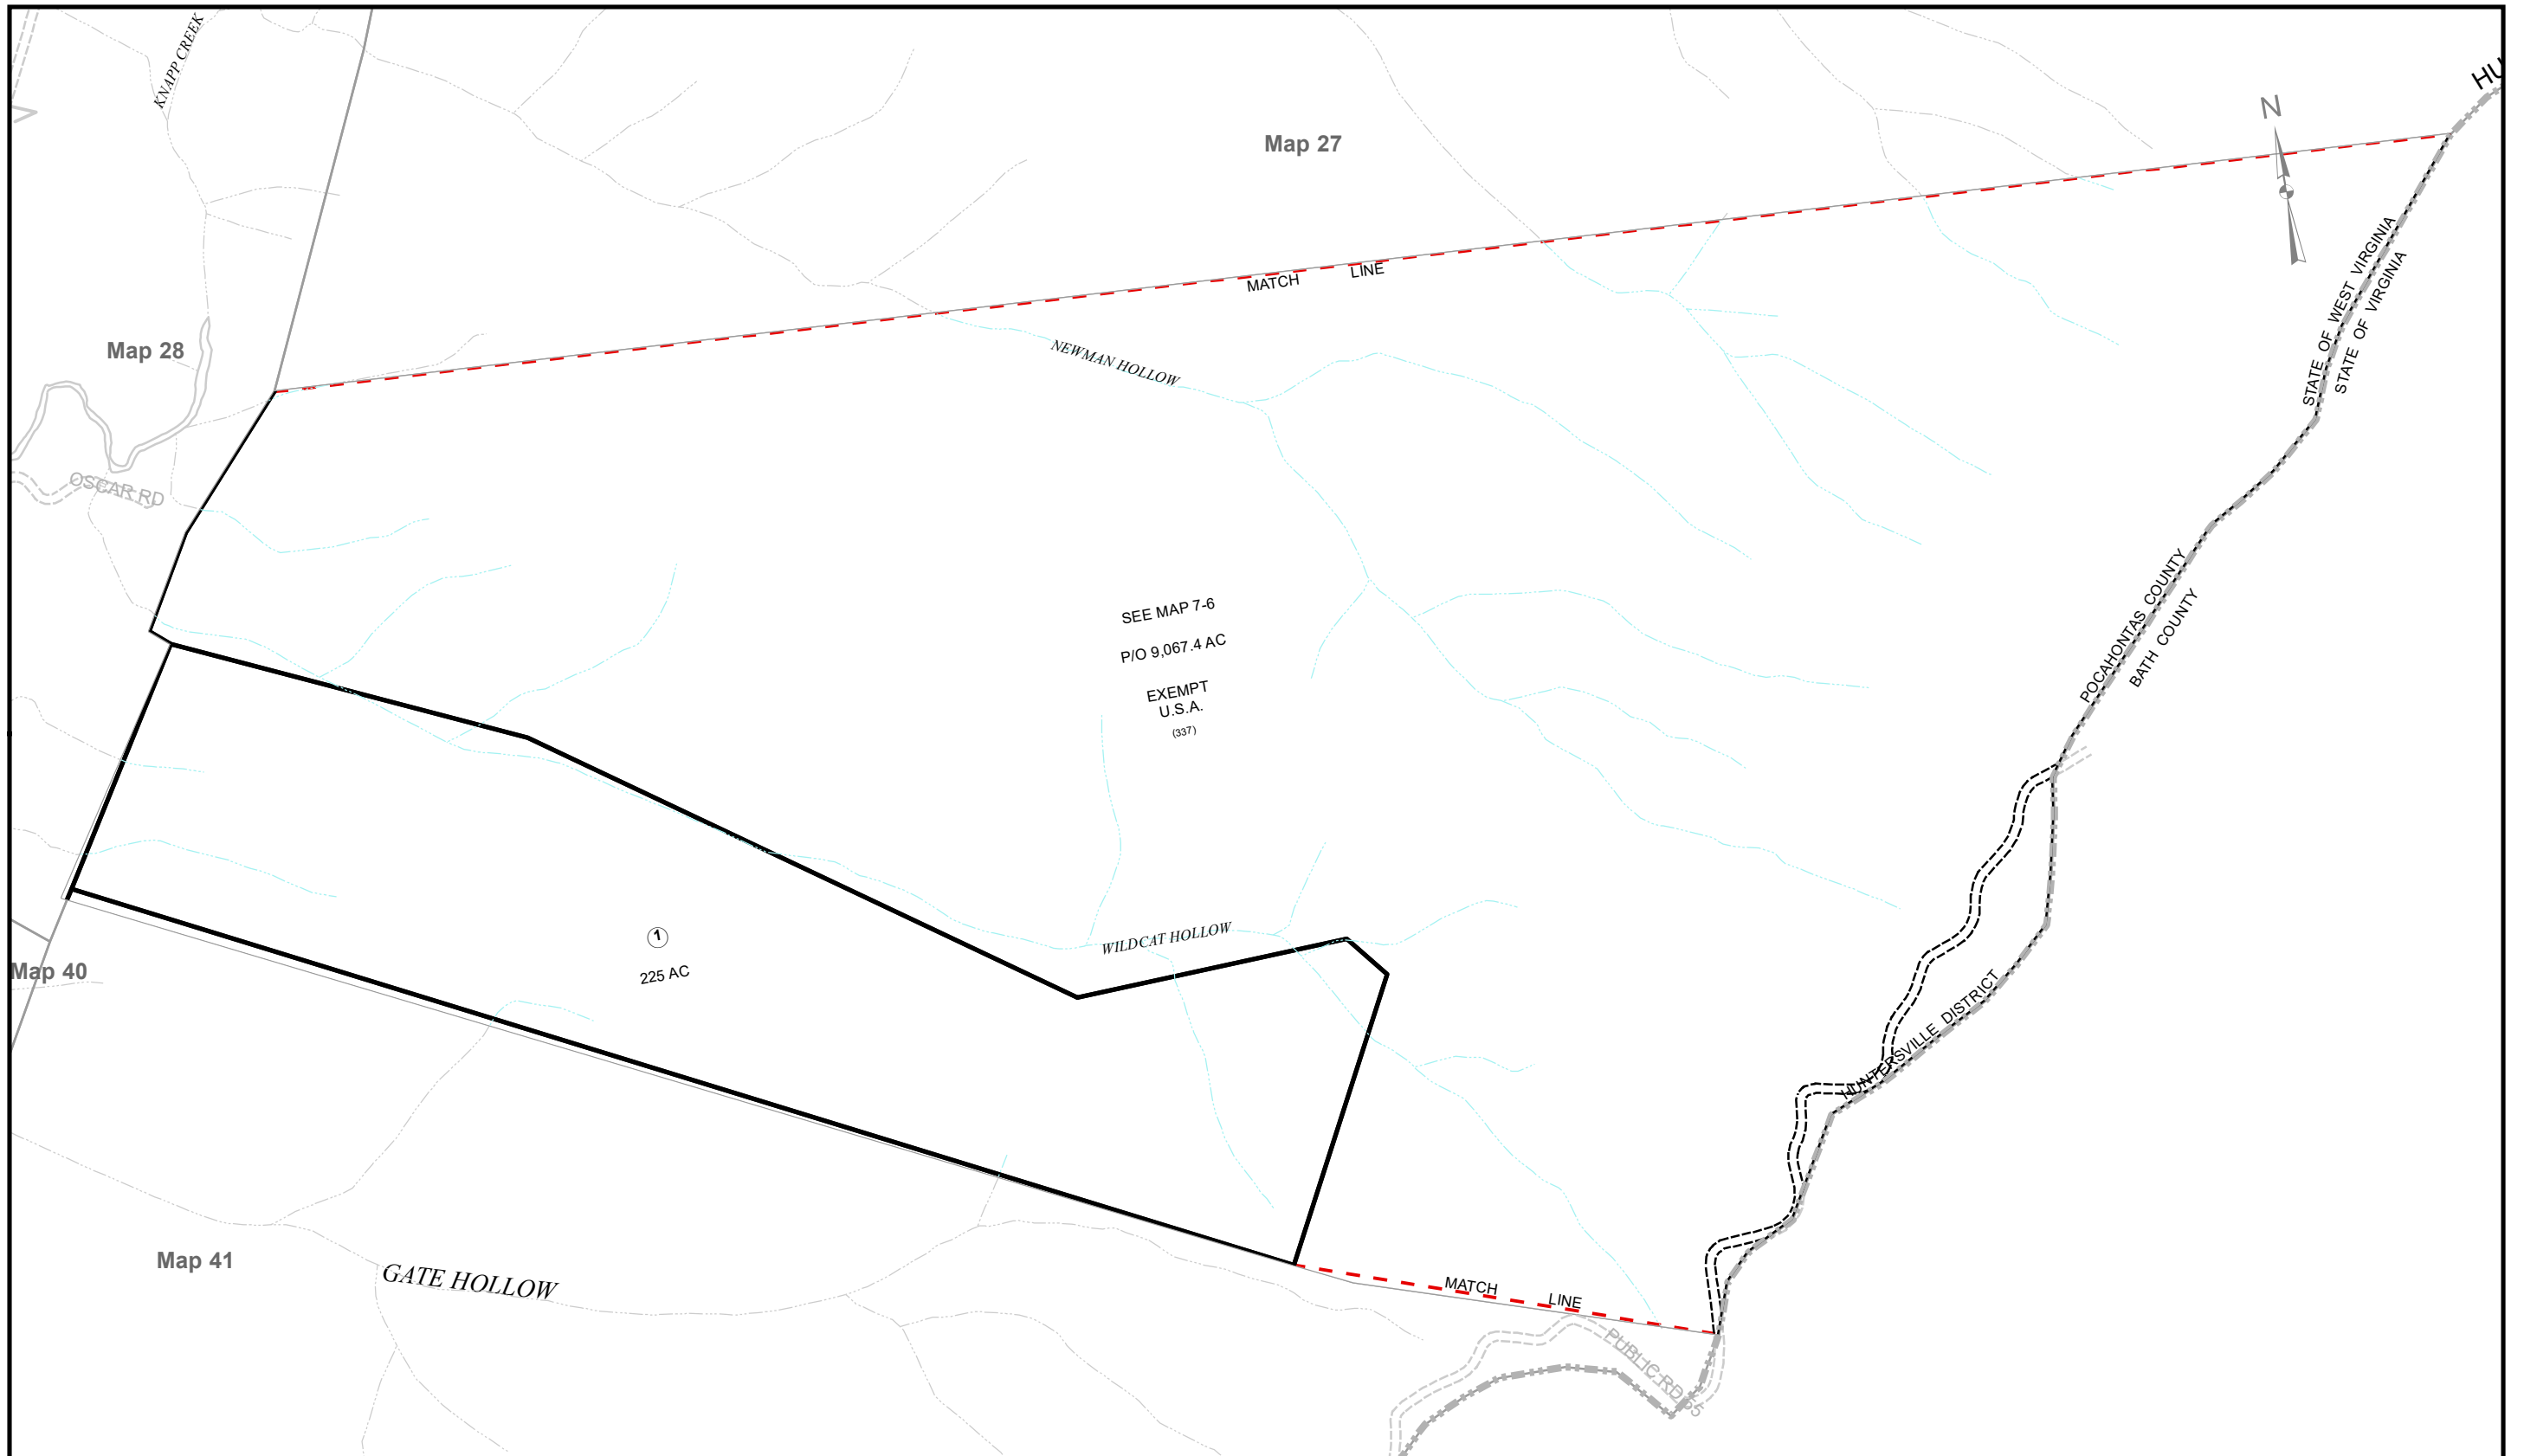 KNAPP CREEK
HU
N
Map 27
MATCH LINE
STATE OF WEST VIRGINIA
STATE OF VIRGINIA
Map 28
NEWMAN HOLLOW
OSCAR RD
SEE MAP 7-6
P/O 9,067.4 AC
EXEMPT
U.S.A.
(337)
POCAHONTAS COUNTY
BATH COUNTY
WILDCAT HOLLOW
1
225 AC
Map 40
HUNTERSVILLE DISTRICT
Map 41
GATE HOLLOW
MATCH LINE
PUBLIC RD 55